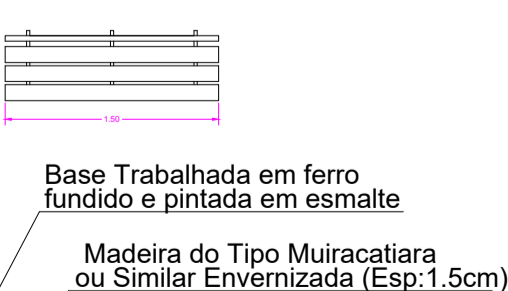 1.50
Base Trabalhada em ferro
fundido e pintada em esmalte
Madeira do Tipo Muiracatiara
ou Similar Envernizada (Esp:1.5cm)